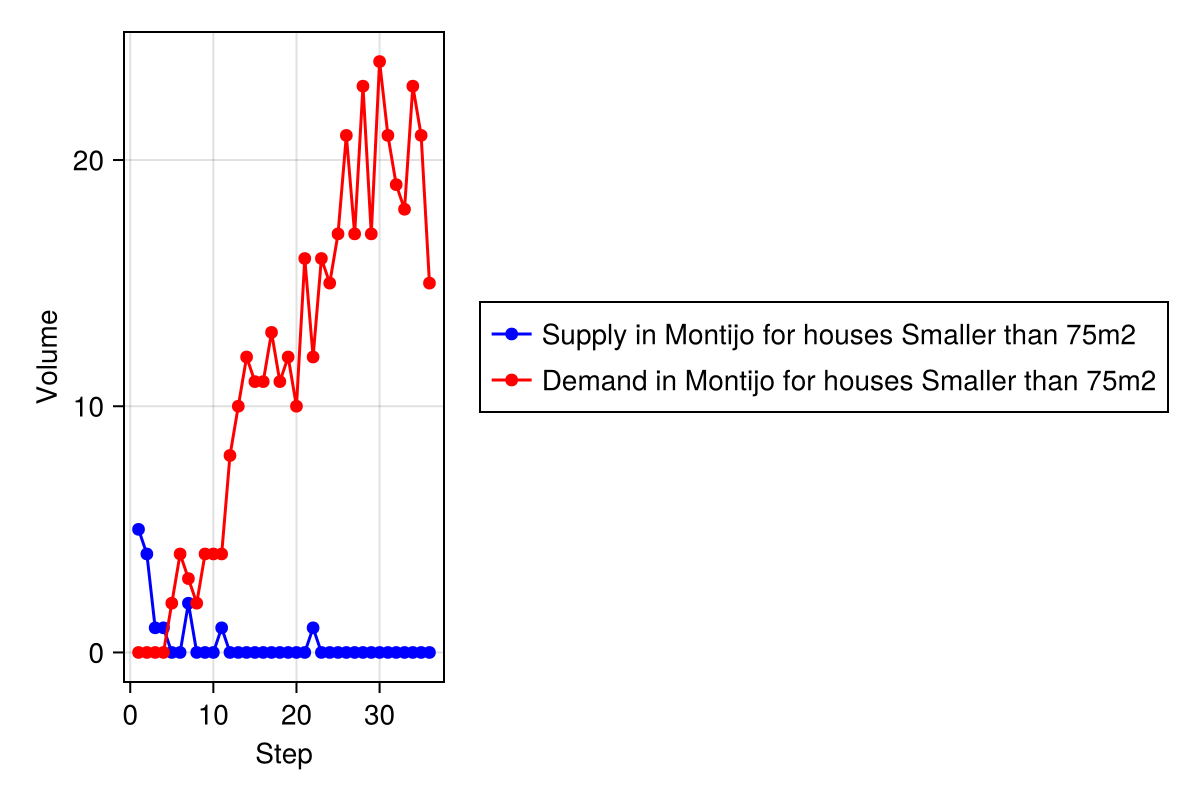 Volume
20
10
0
0 10 20 30
Step
Supply in Montijo for houses Smaller than 75m2
Demand in Montijo for houses Smaller than 75m2